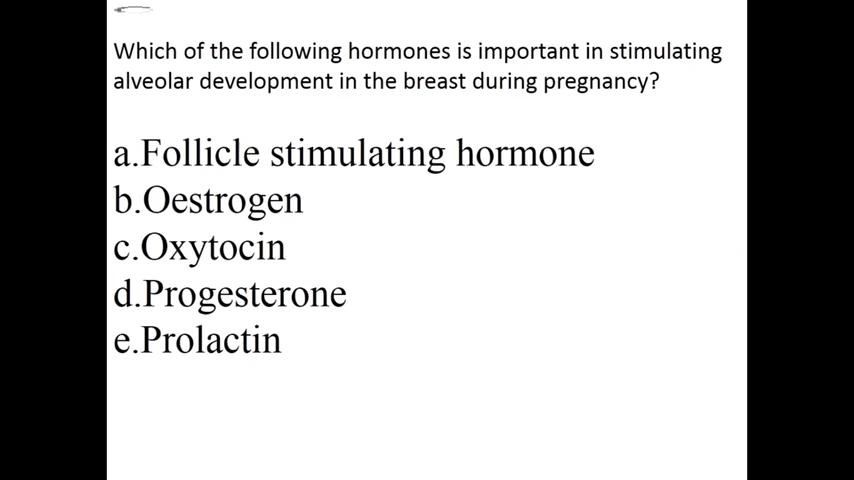 Which of the following hormones is important in stimulating
alveolar development in the breast during pregnancy?
a.Follicle stimulating hormone
b.Oestrogen
c.Oxytocin
d.Progesterone
e.Prolactin